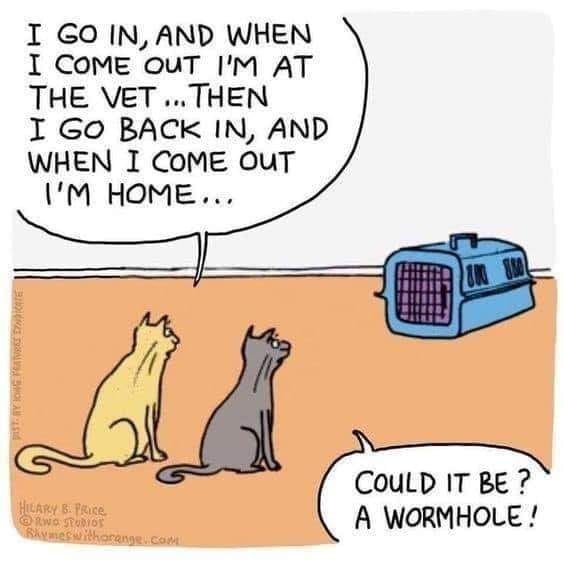 I GO IN, AND WHEN
I COME OUT I'M AT
THE VET...THEN
I GO BACK IN, AND
WHEN I COME OUT
I'M HOME...
COULD IT BE?
A WORMHOLE!
DIST. BY KING FEATURES SYNDICATE
HILARY B. PRICE
© RWO STUDIOS
Rhymeswithorange.com